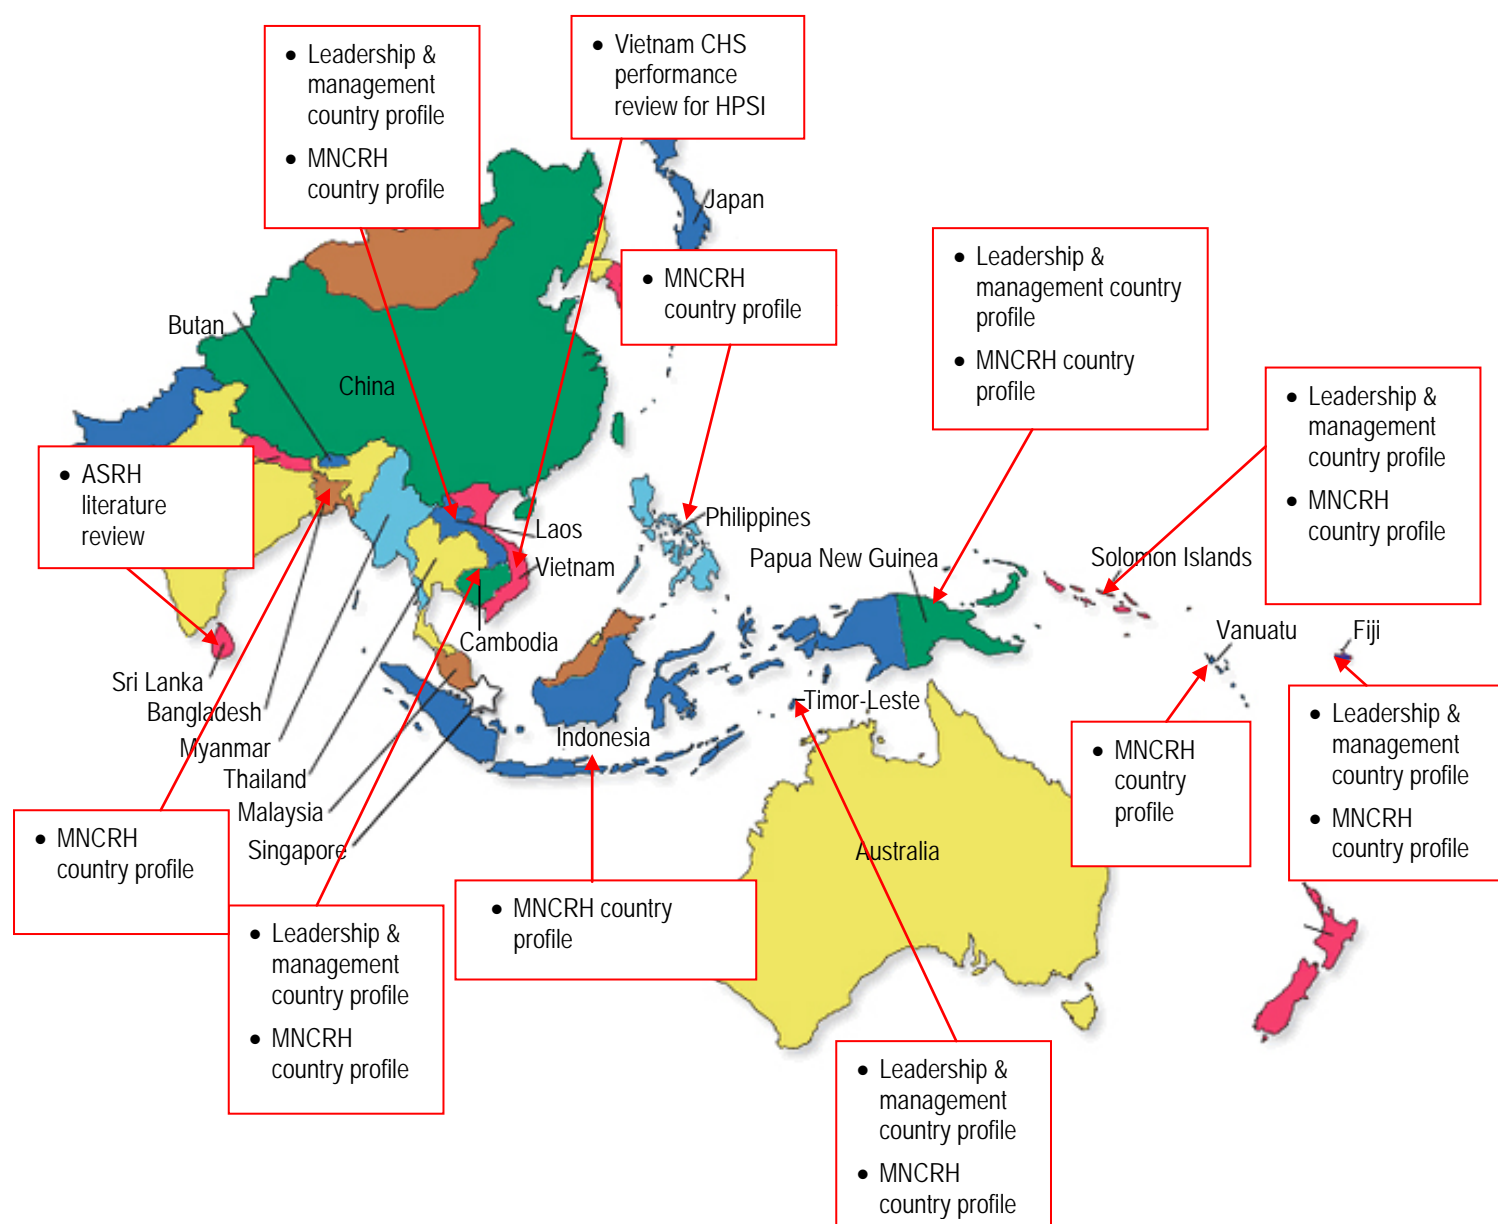 • Leadership &
management
country profile
• MNCRH
country profile
• Vietnam CHS
performance
review for HPSI
Japan
• MNCRH
country profile
• Leadership &
management country
profile
• MNCRH country
profile
Butan
China
• Leadership &
management
country profile
• MNCRH
country profile
• ASRH
literature
review
Philippines
Laos
Vietnam
Papua New Guinea
Solomon Islands
Cambodia
Vanuatu
Fiji
Sri Lanka
Bangladesh
Timor-Leste
Myanmar
Indonesia
Thailand
Malaysia
Singapore
Australia
• MNCRH
country
profile
• Leadership &
management
country profile
• MNCRH
country profile
• MNCRH
country profile
• MNCRH country
profile
• Leadership &
management
country profile
• MNCRH
country profile
• Leadership &
management
country profile
• MNCRH
country profile